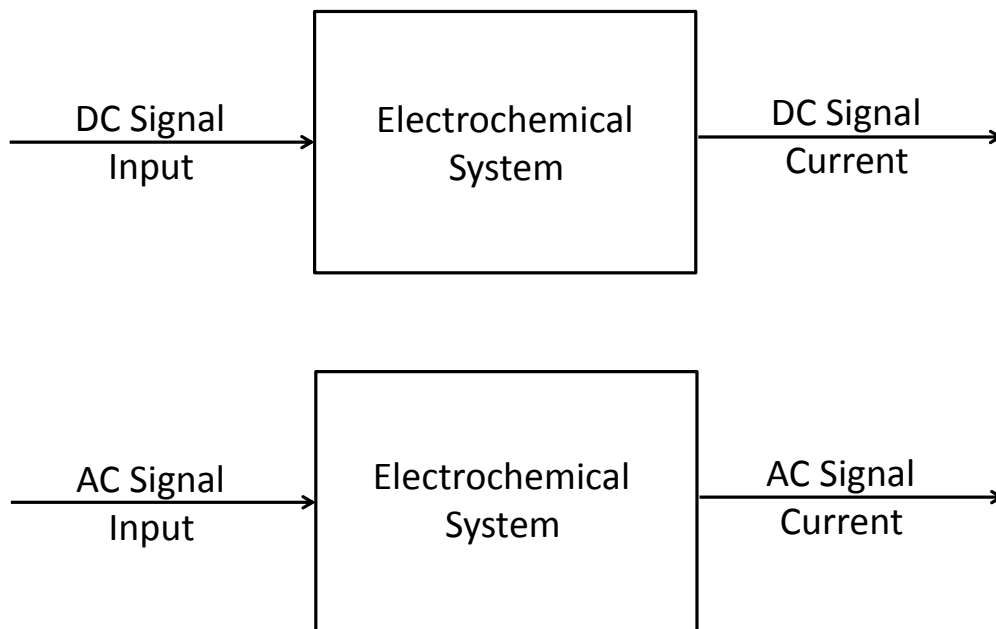 DC Signal
Input
Electrochemical
System
DC Signal
Current
AC Signal
Input
Electrochemical
System
AC Signal
Current